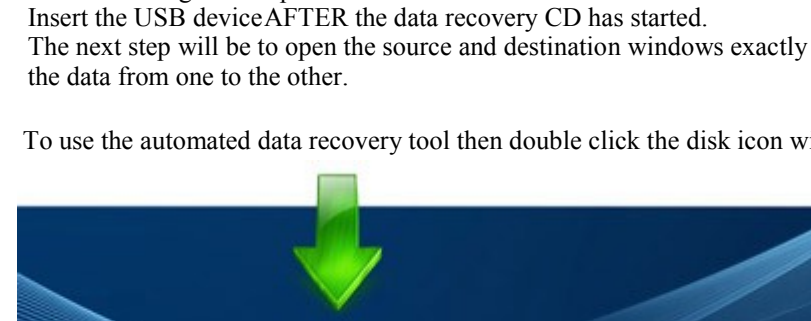 Insert the USB deviceAFTER the data recovery CD has started.
The next step will be to open the source and destination windows exactly
the data from one to the other.
To use the automated data recovery tool then double click the disk icon